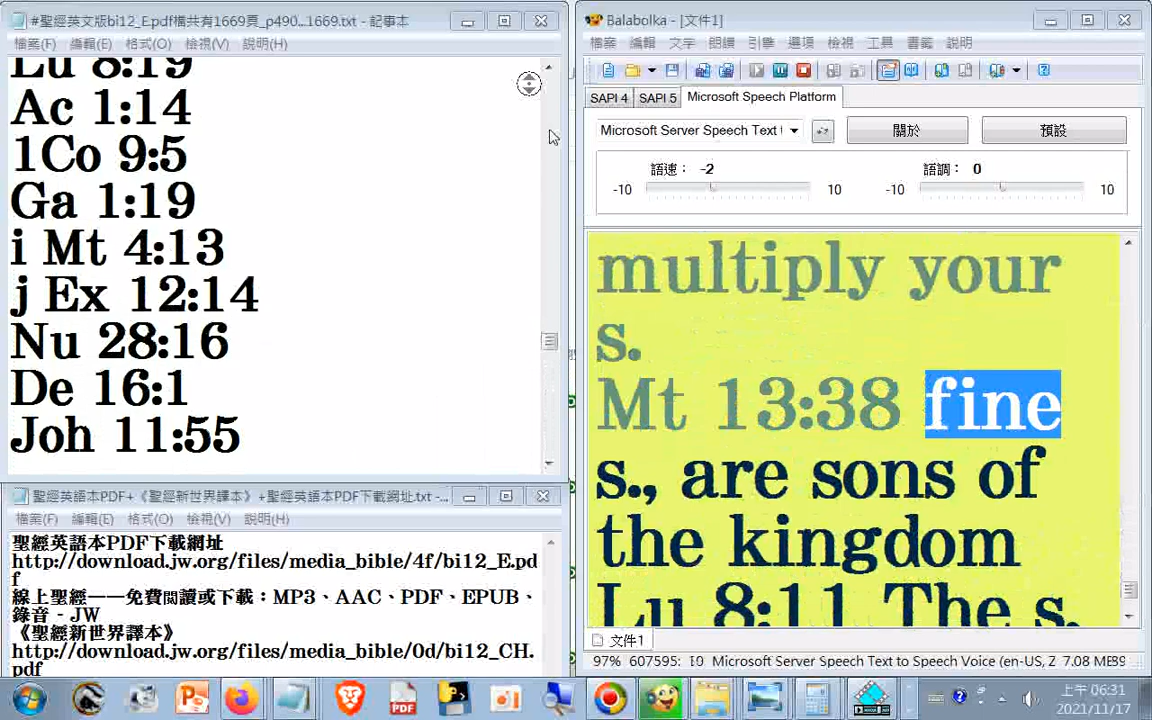 #聖經英文版bi12_E.pdf檔共有1669頁_p490...1669.txt - 記事本
檔案(F) 編輯(E) 格式(O) 檢視(V) 說明(H)
Lu 8:19
Ac 1:14
1Co 9:5
Ga 1:19
i Mt 4:13
j Ex 12:14
Nu 28:16
De 16:1
Joh 11:55
聖經英語本PDF+《聖經新世界譯本》+聖經英語本PDF下載網址.txt -...
檔案(F) 編輯(E) 格式(O) 檢視(V) 說明(H)
聖經英語本PDF下載網址
http://download.jw.org/files/media_bible/4f/bi12_E.pd
f
線上聖經——免費閱讀或下載：MP3、AAC、PDF、EPUB、
錄音 - JW
《聖經新世界譯本》
http://download.jw.org/files/media_bible/0d/bi12_CH.
pdf
Balabolka - [文件1]
檔案 編輯 文字 朗讀 引擎 選項 檢視 工具 書籤 說明
SAPI 4 SAPI 5 Microsoft Speech Platform
Microsoft Server Speech Text 關於 預設
語速： -2 語調： 0
-10 10 -10 10
multiply your
s.
Mt 13:38 fine
s., are sons of
the kingdom
Lu 8:11 The s.
文件1
97% 607595: Microsoft Server Speech Text to Speech Voice (en-US, Z 7.08 MB
上午 06:31
2021/11/17